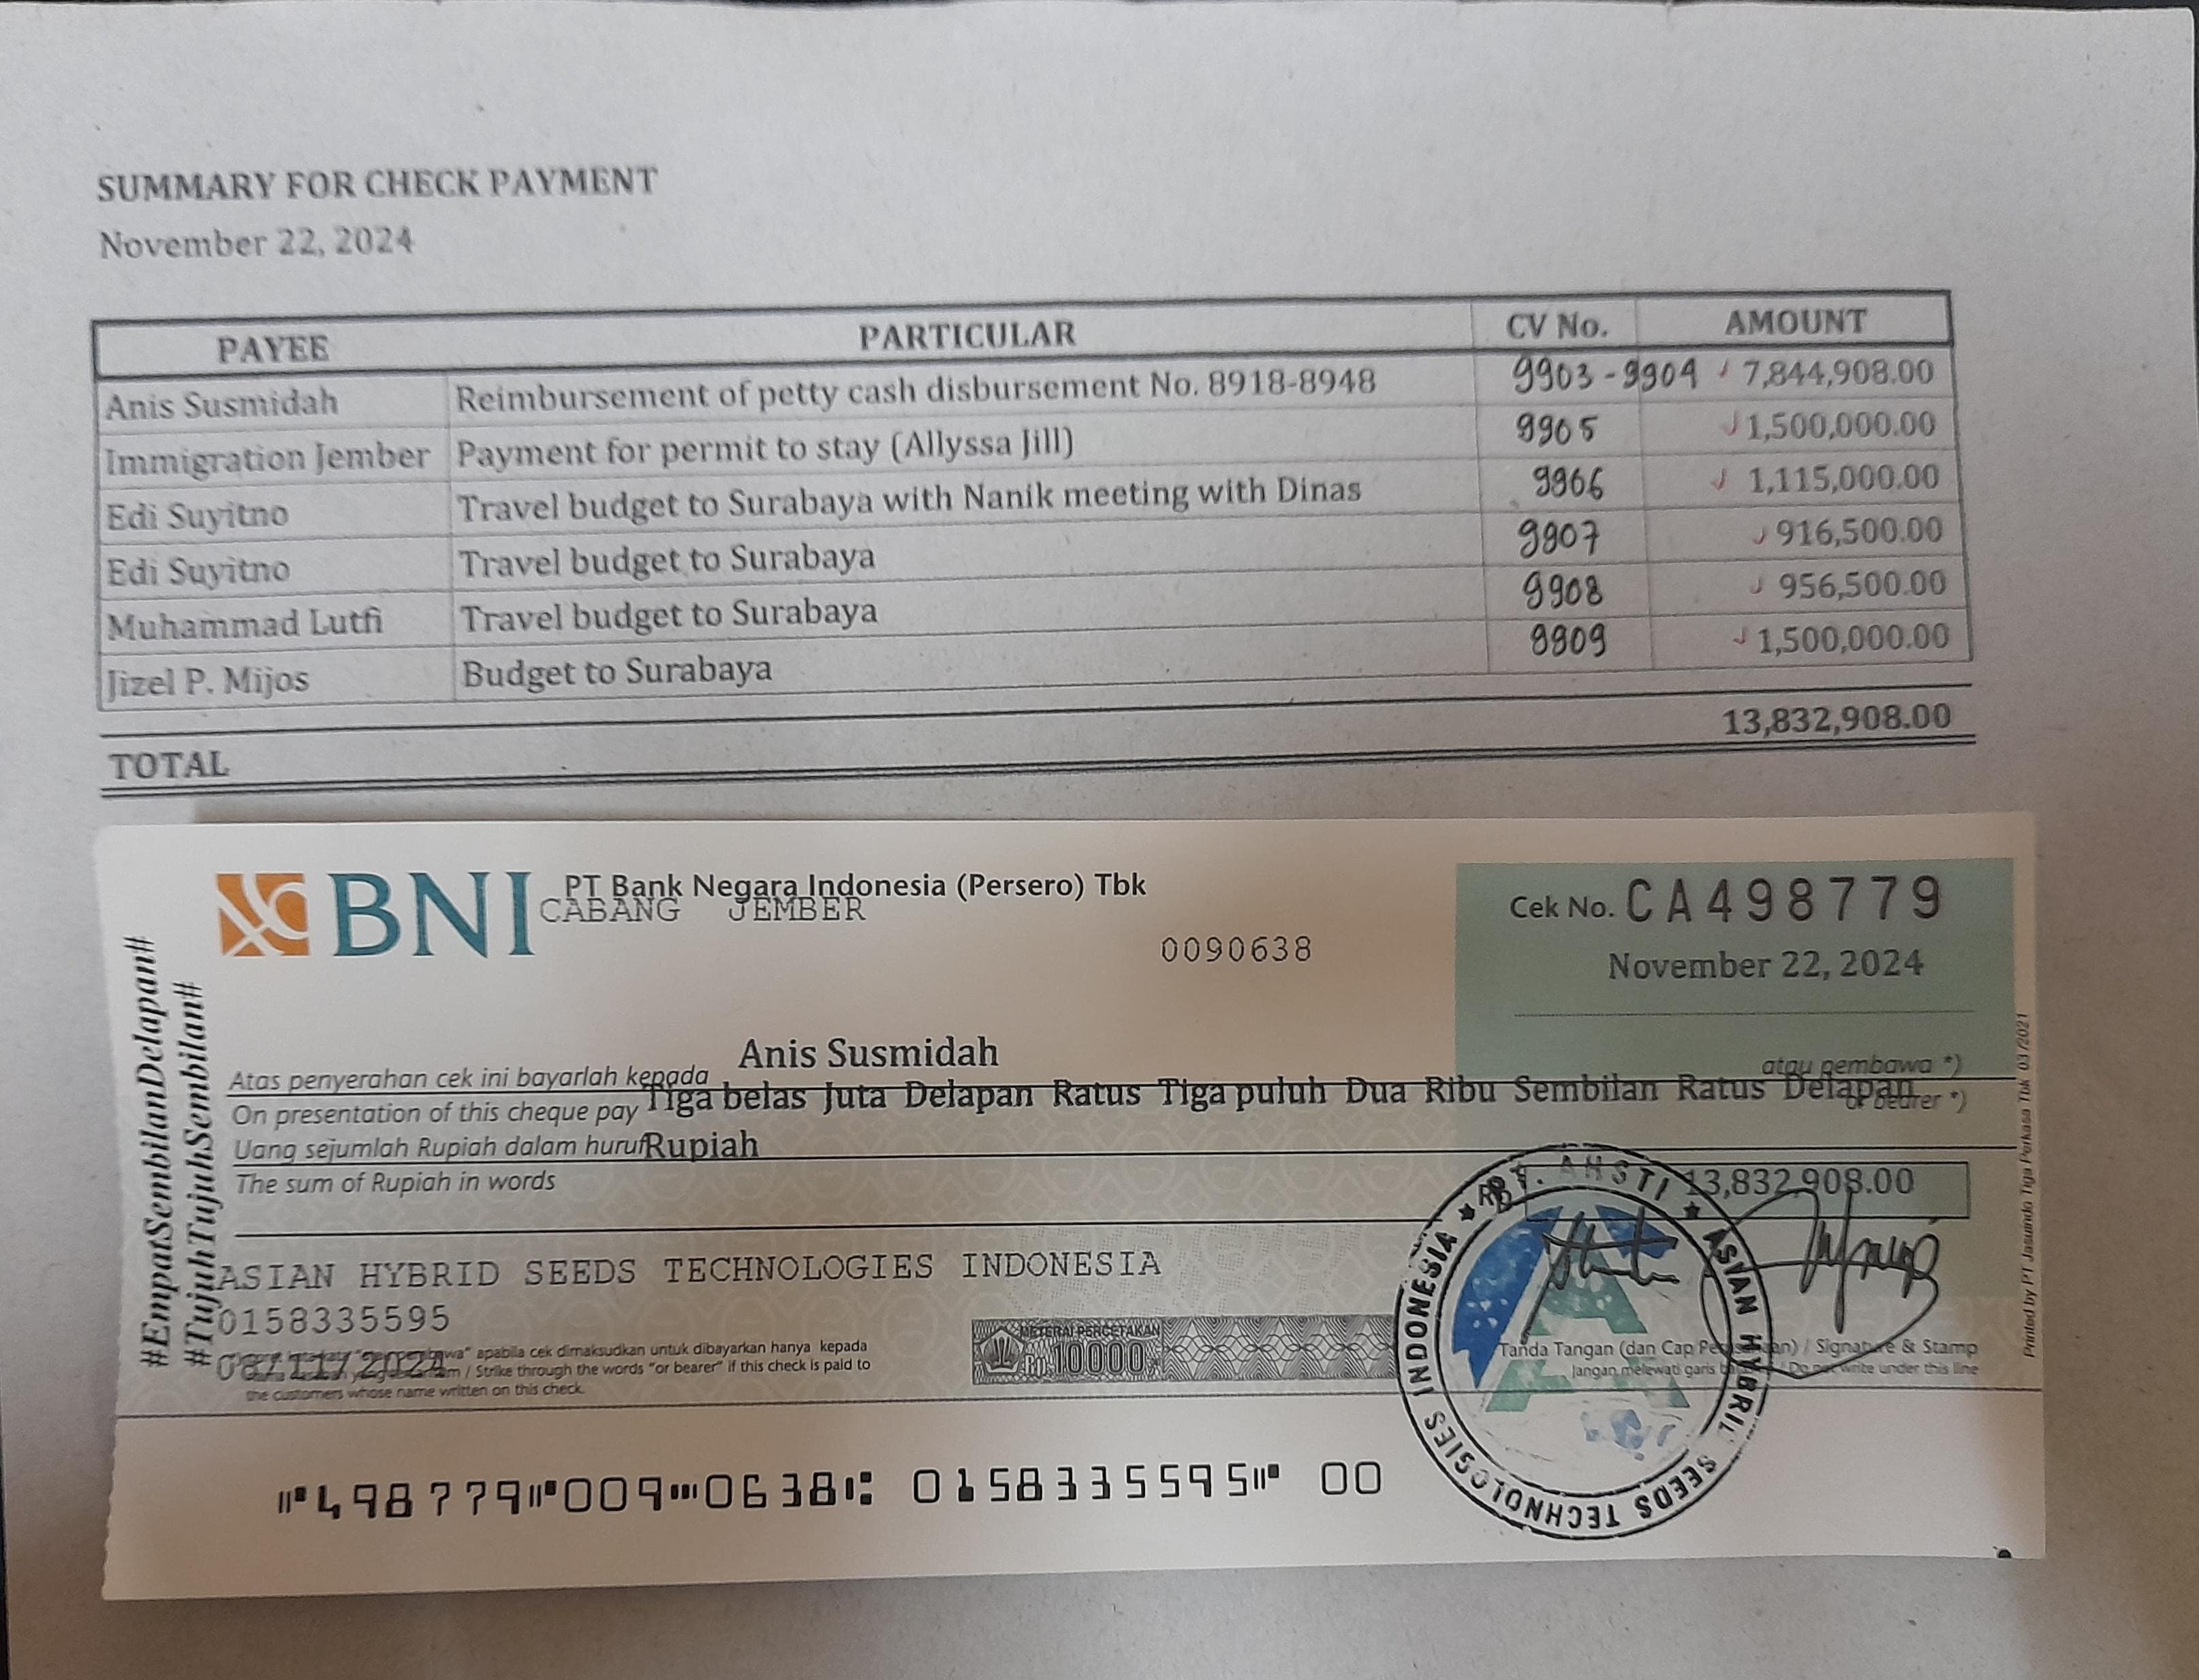 SUMMARY FOR CHECK PAYMENT
November 22, 2024
PAYEE PARTICULAR CV No. AMOUNT
Anis Susmidah Reimbursement of petty cash disbursement No. 8918-8948 9903 - 9904 7,844,908.00
Immigration Jember Payment for permit to stay (Allyssa Jill) 9905 1,500,000.00
Edi Suyitno Travel budget to Surabaya with Nanik meeting with Dinas 9906 1,115,000.00
Edi Suyitno Travel budget to Surabaya 9907 916,500.00
Muhammad Lutfi Travel budget to Surabaya 9908 956,500.00
Jizel P. Mijos Budget to Surabaya 9909 1,500,000.00
TOTAL 13,832,908.00
BNI PT Bank Negara Indonesia (Persero) Tbk
CABANG JEMBER
0090638
Cek No. CA498779
November 22, 2024
#EmpatSembilanDelapan#
#TujuhTujuhSembilan#
Anis Susmidah
Atas penyerahan cek ini bayarlah kepada atau pembawa *)
On presentation of this cheque pay or bearer *)
Tiga belas Juta Delapan Ratus Tiga puluh Dua Ribu Sembilan Ratus Delapan
Uang sejumlah Rupiah dalam huruf Rupiah
The sum of Rupiah in words
Rp 13,832,908.00
ASIAN HYBRID SEEDS TECHNOLOGIES INDONESIA
0158335595
08/11/2024
apabila cek dimaksudkan untuk dibayarkan hanya kepada
/ Strike through the words "or bearer" if this check is paid to
the customers whose name written on this check.
METERAI PERCETAKAN
Rp 10000
PT. AHSTI ★ ASIAN HYBRID SEEDS TECHNOLOGIES INDONESIA ★
Tanda Tangan (dan Cap Perusahaan) / Signature & Stamp
Jangan melewati garis / Do not write under this line
Printed by PT Jasuindo Tiga Perkasa Tbk 03/2021
498779 009 0638 0158335595 00